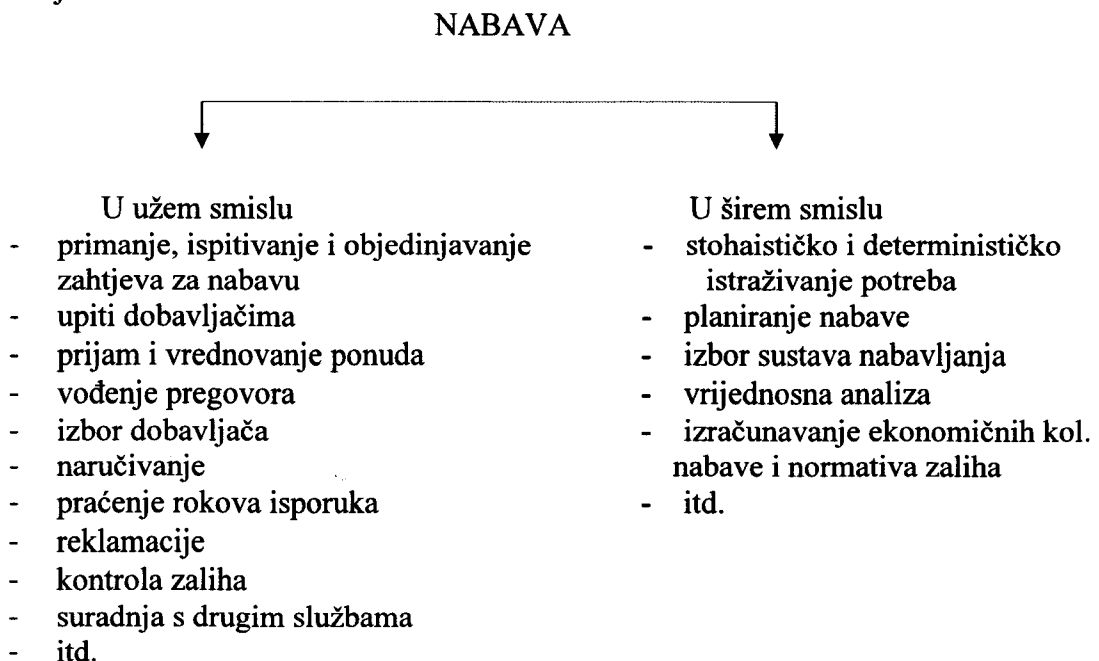 NABAVA
U užem smislu
- primanje, ispitivanje i objedinjavanje
zahtjeva za nabavu
- upiti dobavljačima
- prijam i vrednovanje ponuda
- vođenje pregovora
- izbor dobavljača
- naručivanje
- praćenje rokova isporuka
- reklamacije
- kontrola zaliha
- suradnja s drugim službama
- itd.
U širem smislu
- stohaističko i determinističko
istraživanje potreba
- planiranje nabave
- izbor sustava nabavljanja
- vrijednosna analiza
- izračunavanje ekonomičnih kol.
nabave i normativa zaliha
- itd.